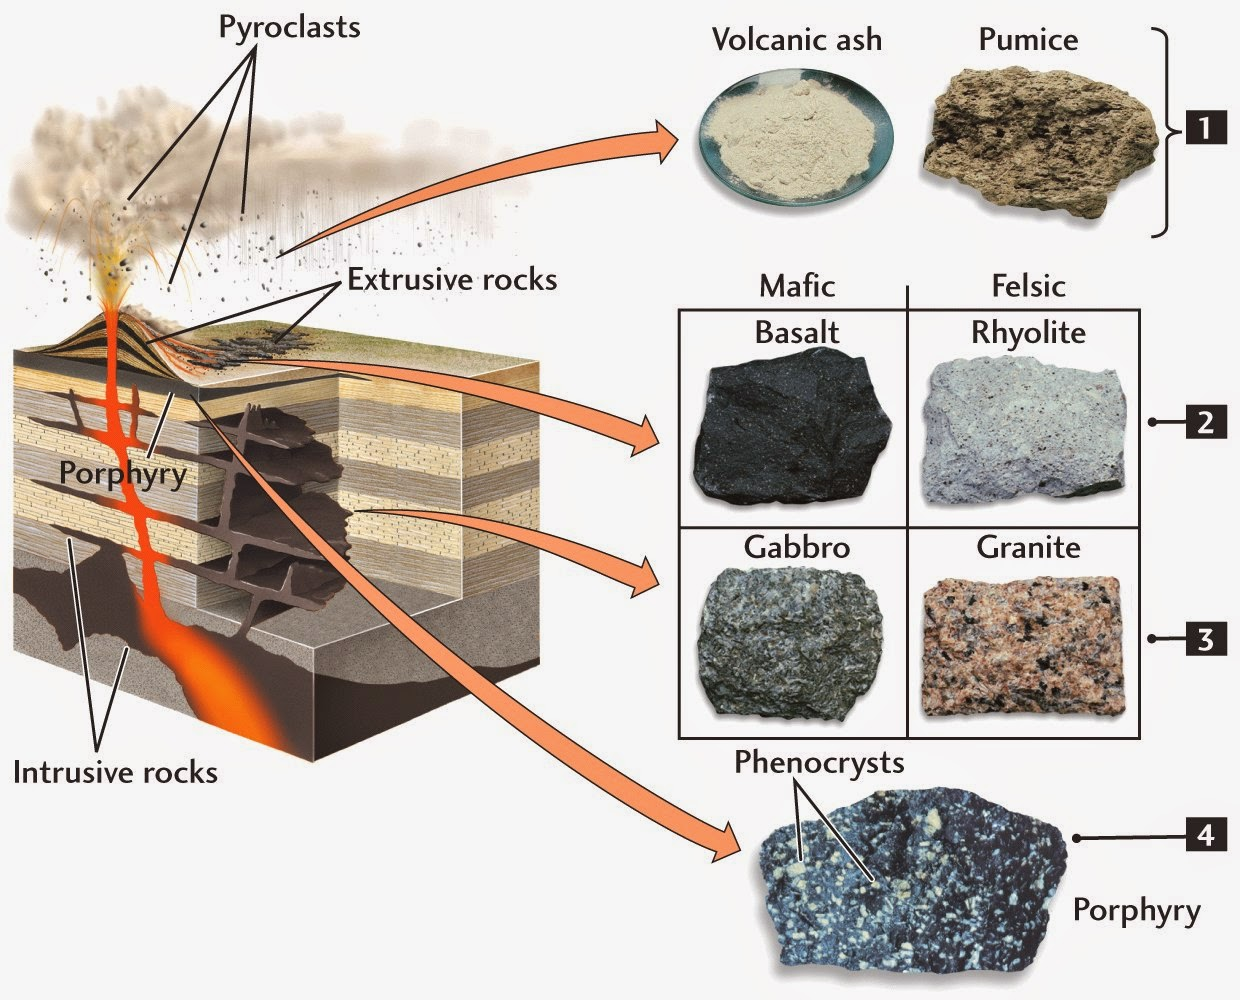 Pyroclasts
Volcanic ash
Pumice
1
Extrusive rocks
Mafic
Felsic
Basalt
Rhyolite
2
Porphyry
Gabbro
Granite
3
Intrusive rocks
Phenocrysts
4
Porphyry